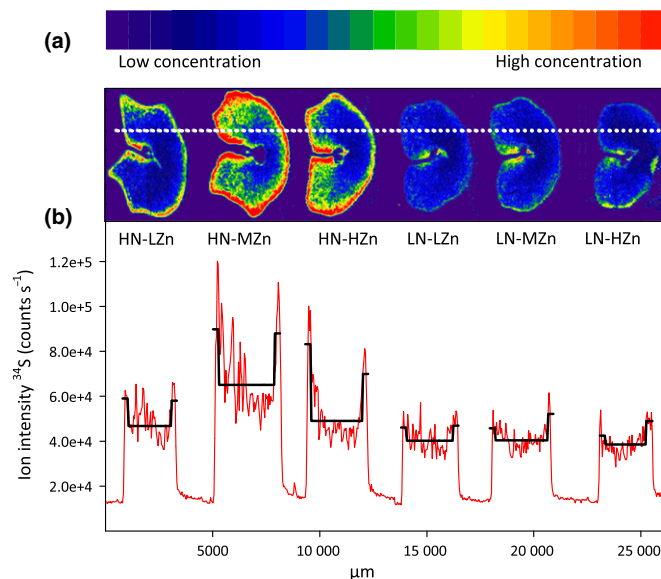 (a)
Low concentration High concentration
(b)
HN-LZn HN-MZn HN-HZn LN-LZn LN-MZn LN-HZn
Ion intensity ³⁴S (counts s⁻¹)
1.2e+5
1.0e+5
8.0e+4
6.0e+4
4.0e+4
2.0e+4
5000 10 000 15 000 20 000 25 000
µm